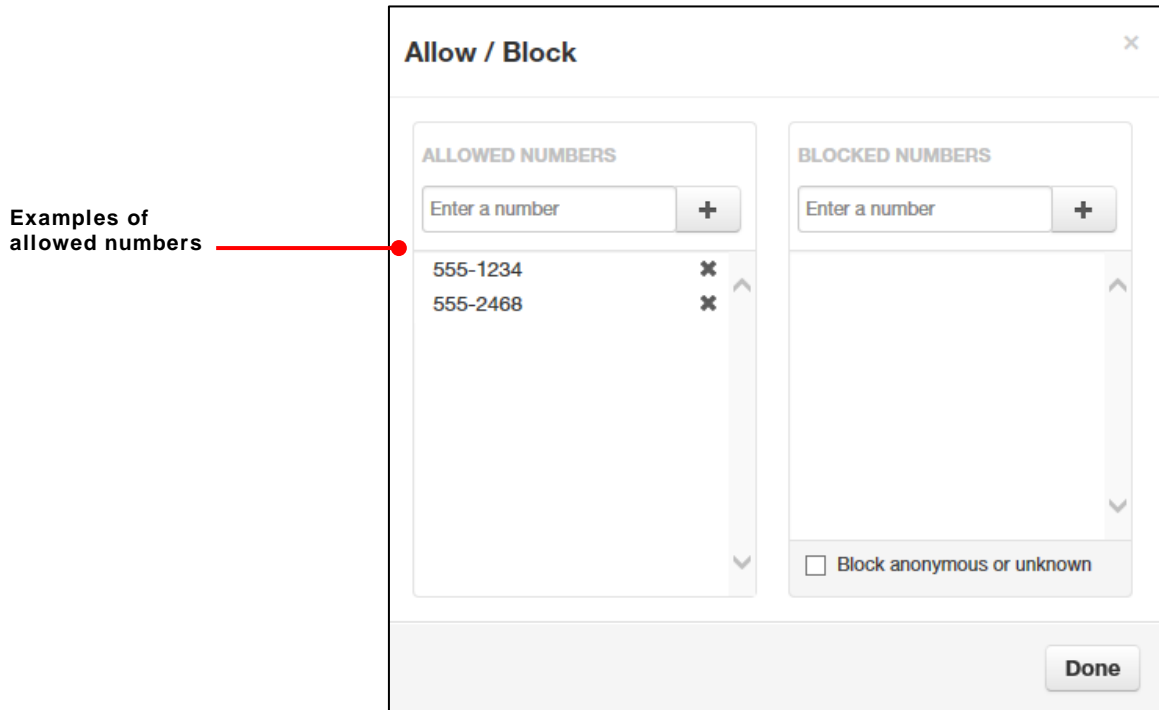 Allow / Block
×
ALLOWED NUMBERS
Enter a number
+
555-1234 ✖
555-2468 ✖
BLOCKED NUMBERS
Enter a number
+
Block anonymous or unknown
Done
Examples of
allowed numbers